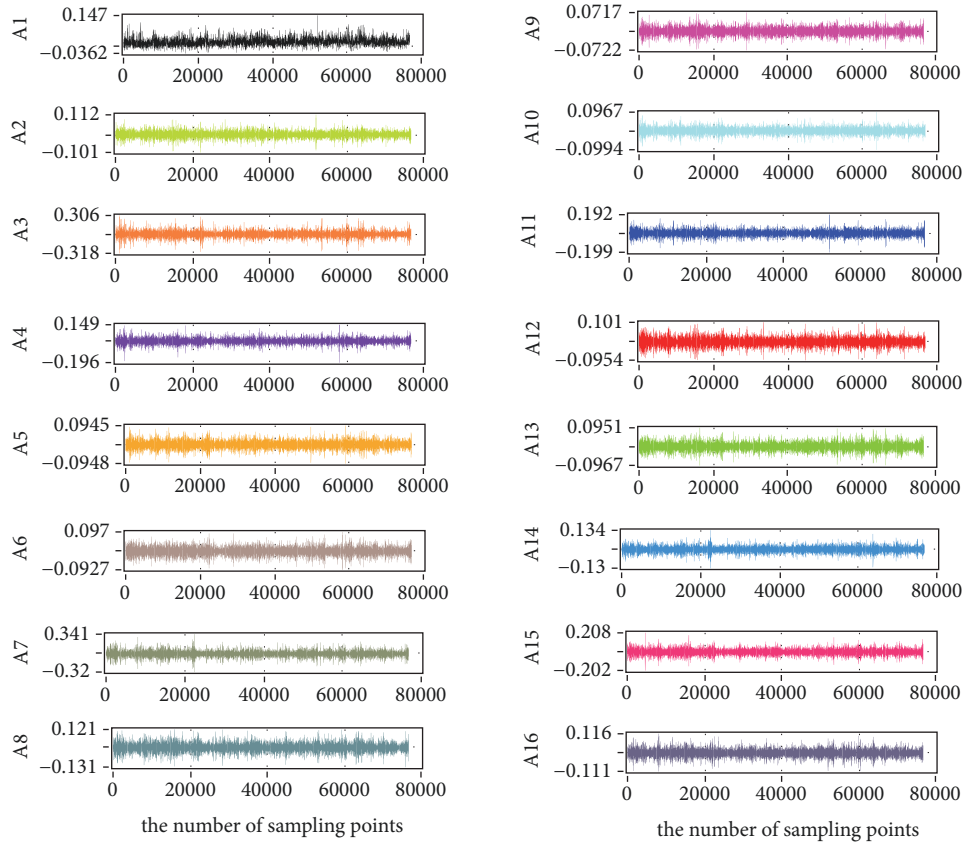 A1
0.147
−0.0362
0 20000 40000 60000 80000
A2
0.112
−0.101
0 20000 40000 60000 80000
A3
0.306
−0.318
0 20000 40000 60000 80000
A4
0.149
−0.196
0 20000 40000 60000 80000
A5
0.0945
−0.0948
0 20000 40000 60000 80000
A6
0.097
−0.0927
0 20000 40000 60000 80000
A7
0.341
−0.32
0 20000 40000 60000 80000
A8
0.121
−0.131
0 20000 40000 60000 80000
the number of sampling points
A9
0.0717
−0.0722
0 20000 40000 60000 80000
A10
0.0967
−0.0994
0 20000 40000 60000 80000
A11
0.192
−0.199
0 20000 40000 60000 80000
A12
0.101
−0.0954
0 20000 40000 60000 80000
A13
0.0951
−0.0967
0 20000 40000 60000 80000
A14
0.134
−0.13
0 20000 40000 60000 80000
A15
0.208
−0.202
0 20000 40000 60000 80000
A16
0.116
−0.111
0 20000 40000 60000 80000
the number of sampling points